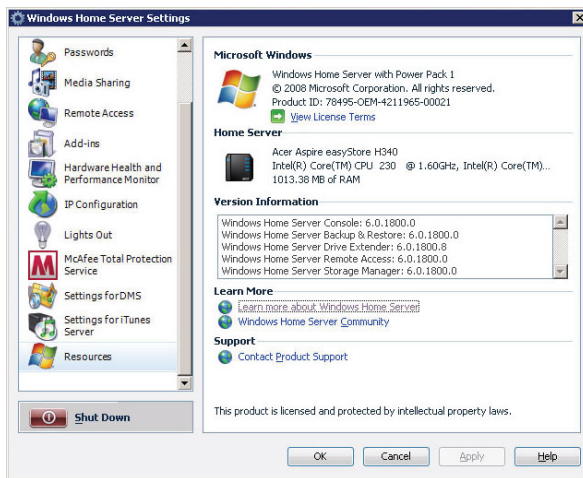 Windows Home Server Settings
Passwords
Media Sharing
Remote Access
Add-ins
Hardware Health and
Performance Monitor
IP Configuration
Lights Out
McAfee Total Protection
Service
Settings for DMS
Settings for iTunes
Server
Resources
Shut Down
Microsoft Windows
Windows Home Server with Power Pack 1
© 2008 Microsoft Corporation. All rights reserved.
Product ID: 78495-OEM-4211965-00021
View License Terms
Home Server
Acer Aspire easyStore H340
Intel(R) Core(TM) CPU 230 @ 1.60GHz, Intel(R) Core(TM)...
1013.38 MB of RAM
Version Information
Windows Home Server Console: 6.0.1800.0
Windows Home Server Backup & Restore: 6.0.1800.0
Windows Home Server Drive Extender: 6.0.1800.8
Windows Home Server Remote Access: 6.0.1800.0
Windows Home Server Storage Manager: 6.0.1800.0
Learn More
Learn more about Windows Home Server
Windows Home Server Community
Support
Contact Product Support
This product is licensed and protected by intellectual property laws.
OK
Cancel
Apply
Help